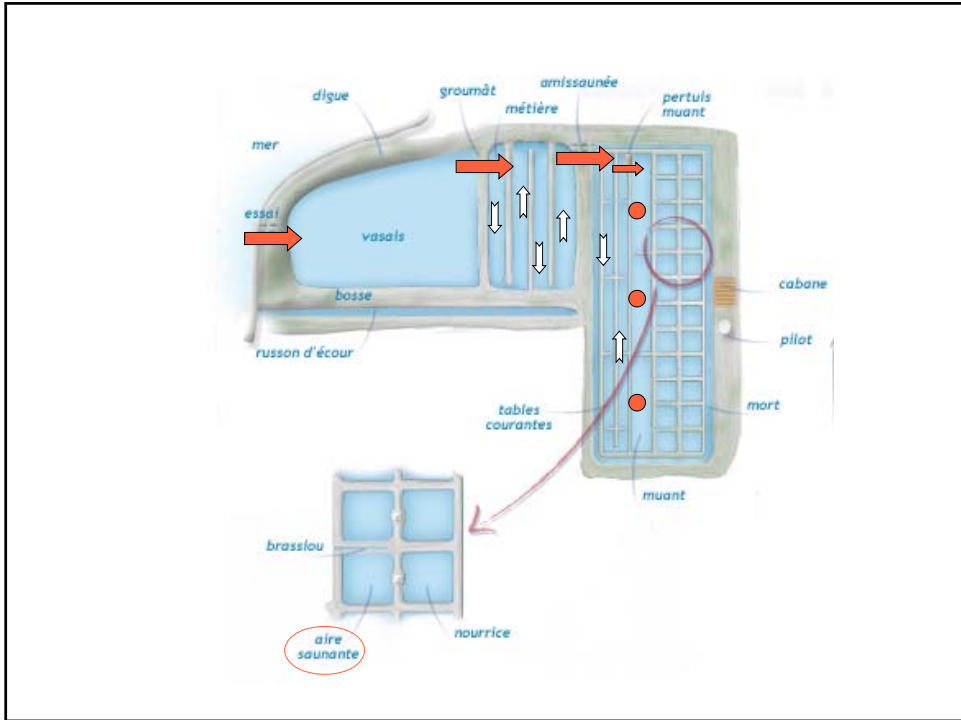 amissaunée
groumât
pertuis
muant
digue
métière
mer
essai
vasais
cabane
bosse
pilot
russon d'écour
mort
tables
courantes
muant
brassiou
nourrice
aire
saunante